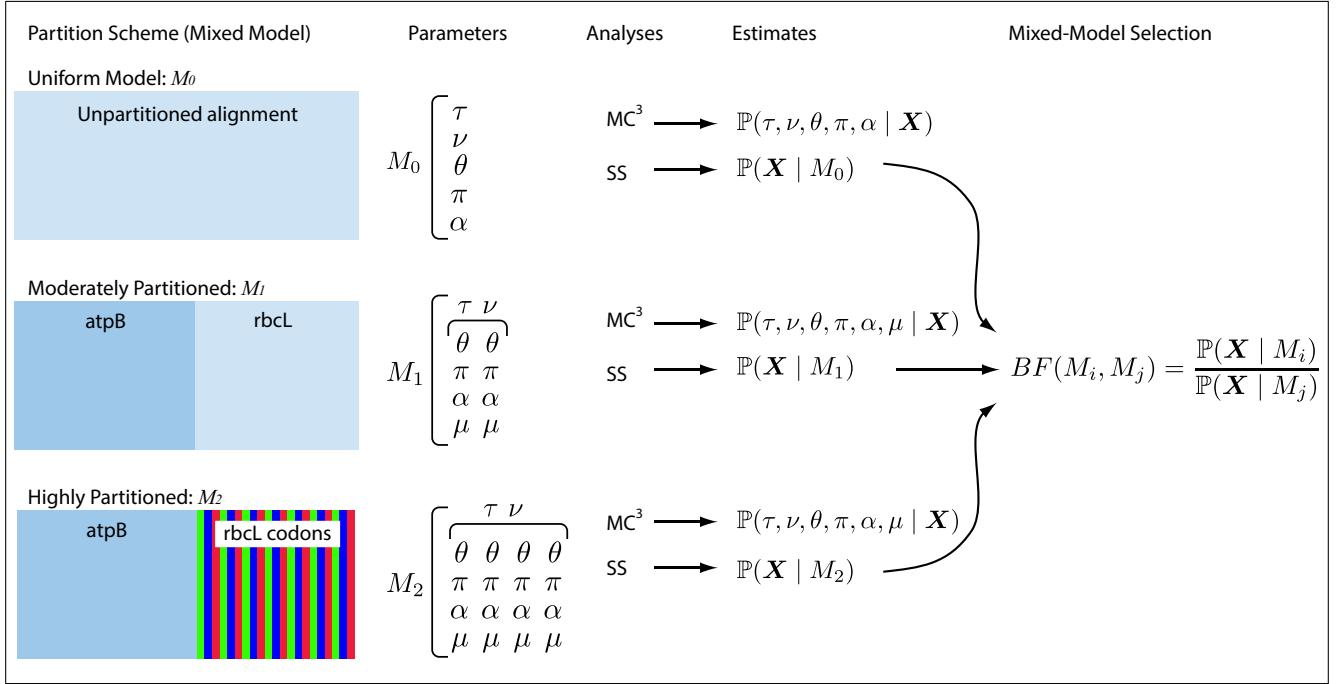 Partition Scheme (Mixed Model) Parameters Analyses Estimates Mixed-Model Selection
Uniform Model: M₀
Unpartitioned alignment
M₀
τ
ν
θ
π
α
MC³ ℙ(τ, ν, θ, π, α | X)
SS ℙ(X | M₀)
Moderately Partitioned: M₁
atpB rbcL
M₁
τ ν
θ θ
π π
α α
μ μ
MC³ ℙ(τ, ν, θ, π, α, μ | X)
SS ℙ(X | M₁)
BF(Mᵢ, Mⱼ) = ℙ(X | Mᵢ) / ℙ(X | Mⱼ)
Highly Partitioned: M₂
atpB rbcL codons
M₂
τ ν
θ θ θ θ
π π π π
α α α α
μ μ μ μ
MC³ ℙ(τ, ν, θ, π, α, μ | X)
SS ℙ(X | M₂)